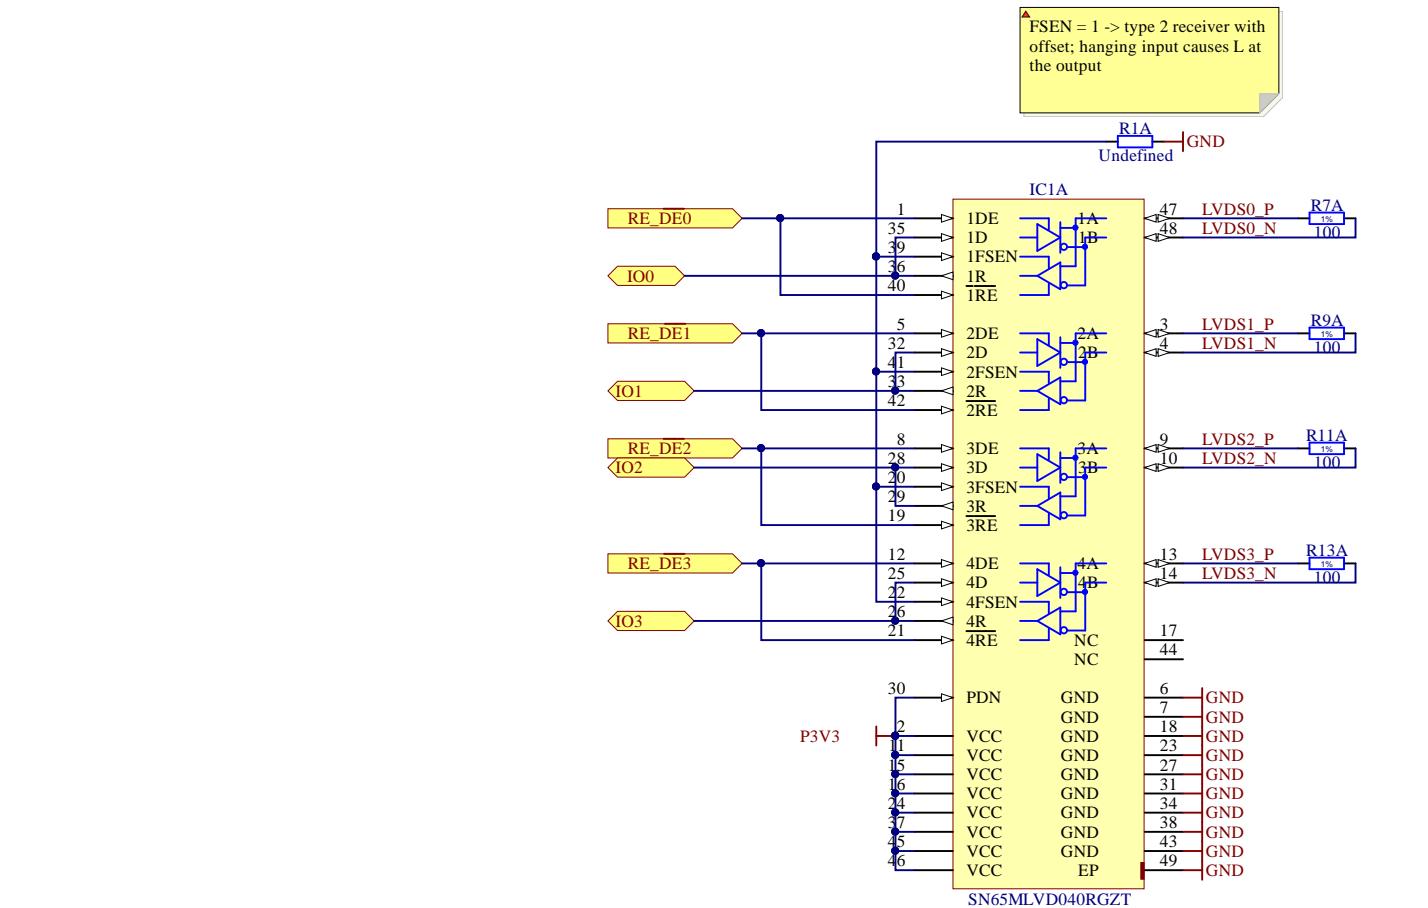 FSEN = 1 -> type 2 receiver with
offset; hanging input causes L at
the output
R1A
GND
Undefined
IC1A
RE_DE0
1
1DE
1A
47
LVDS0_P
R7A
1%
35
1D
1B
48
LVDS0_N
100
39
1FSEN
IO0
36
1R
40
1RE
RE_DE1
5
2DE
2A
3
LVDS1_P
R9A
1%
32
2D
2B
4
LVDS1_N
100
41
2FSEN
IO1
33
2R
42
2RE
RE_DE2
8
3DE
3A
9
LVDS2_P
R11A
1%
IO2
28
3D
3B
10
LVDS2_N
100
20
3FSEN
29
3R
19
3RE
RE_DE3
12
4DE
4A
13
LVDS3_P
R13A
1%
25
4D
4B
14
LVDS3_N
100
22
4FSEN
IO3
26
4R
21
4RE
NC
17
NC
44
30
PDN
GND
6
GND
GND
7
GND
P3V3
2
VCC
GND
18
GND
11
VCC
GND
23
GND
15
VCC
GND
27
GND
16
VCC
GND
31
GND
24
VCC
GND
34
GND
37
VCC
GND
38
GND
45
VCC
GND
43
GND
46
VCC
EP
49
GND
SN65MLVD040RGZT